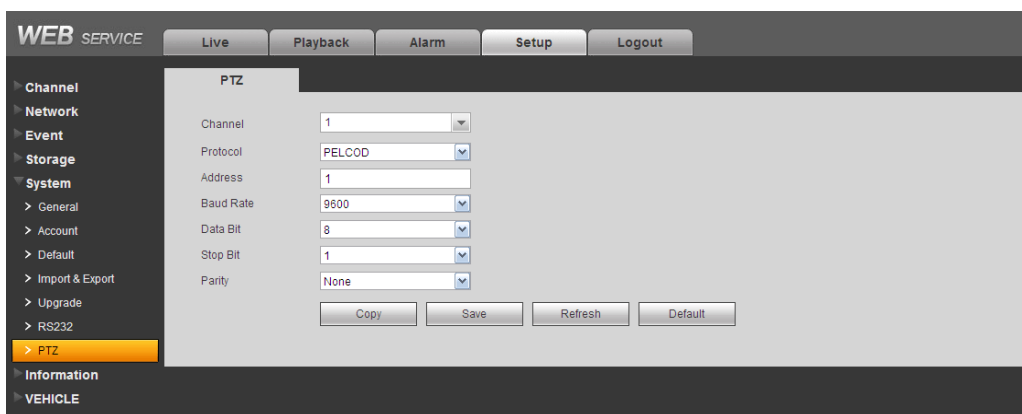 WEB SERVICE
Live Playback Alarm Setup Logout
Channel
Network
Event
Storage
System
> General
> Account
> Default
> Import & Export
> Upgrade
> RS232
> PTZ
Information
VEHICLE
PTZ
Channel 1
Protocol PELCOD
Address 1
Baud Rate 9600
Data Bit 8
Stop Bit 1
Parity None
Copy Save Refresh Default